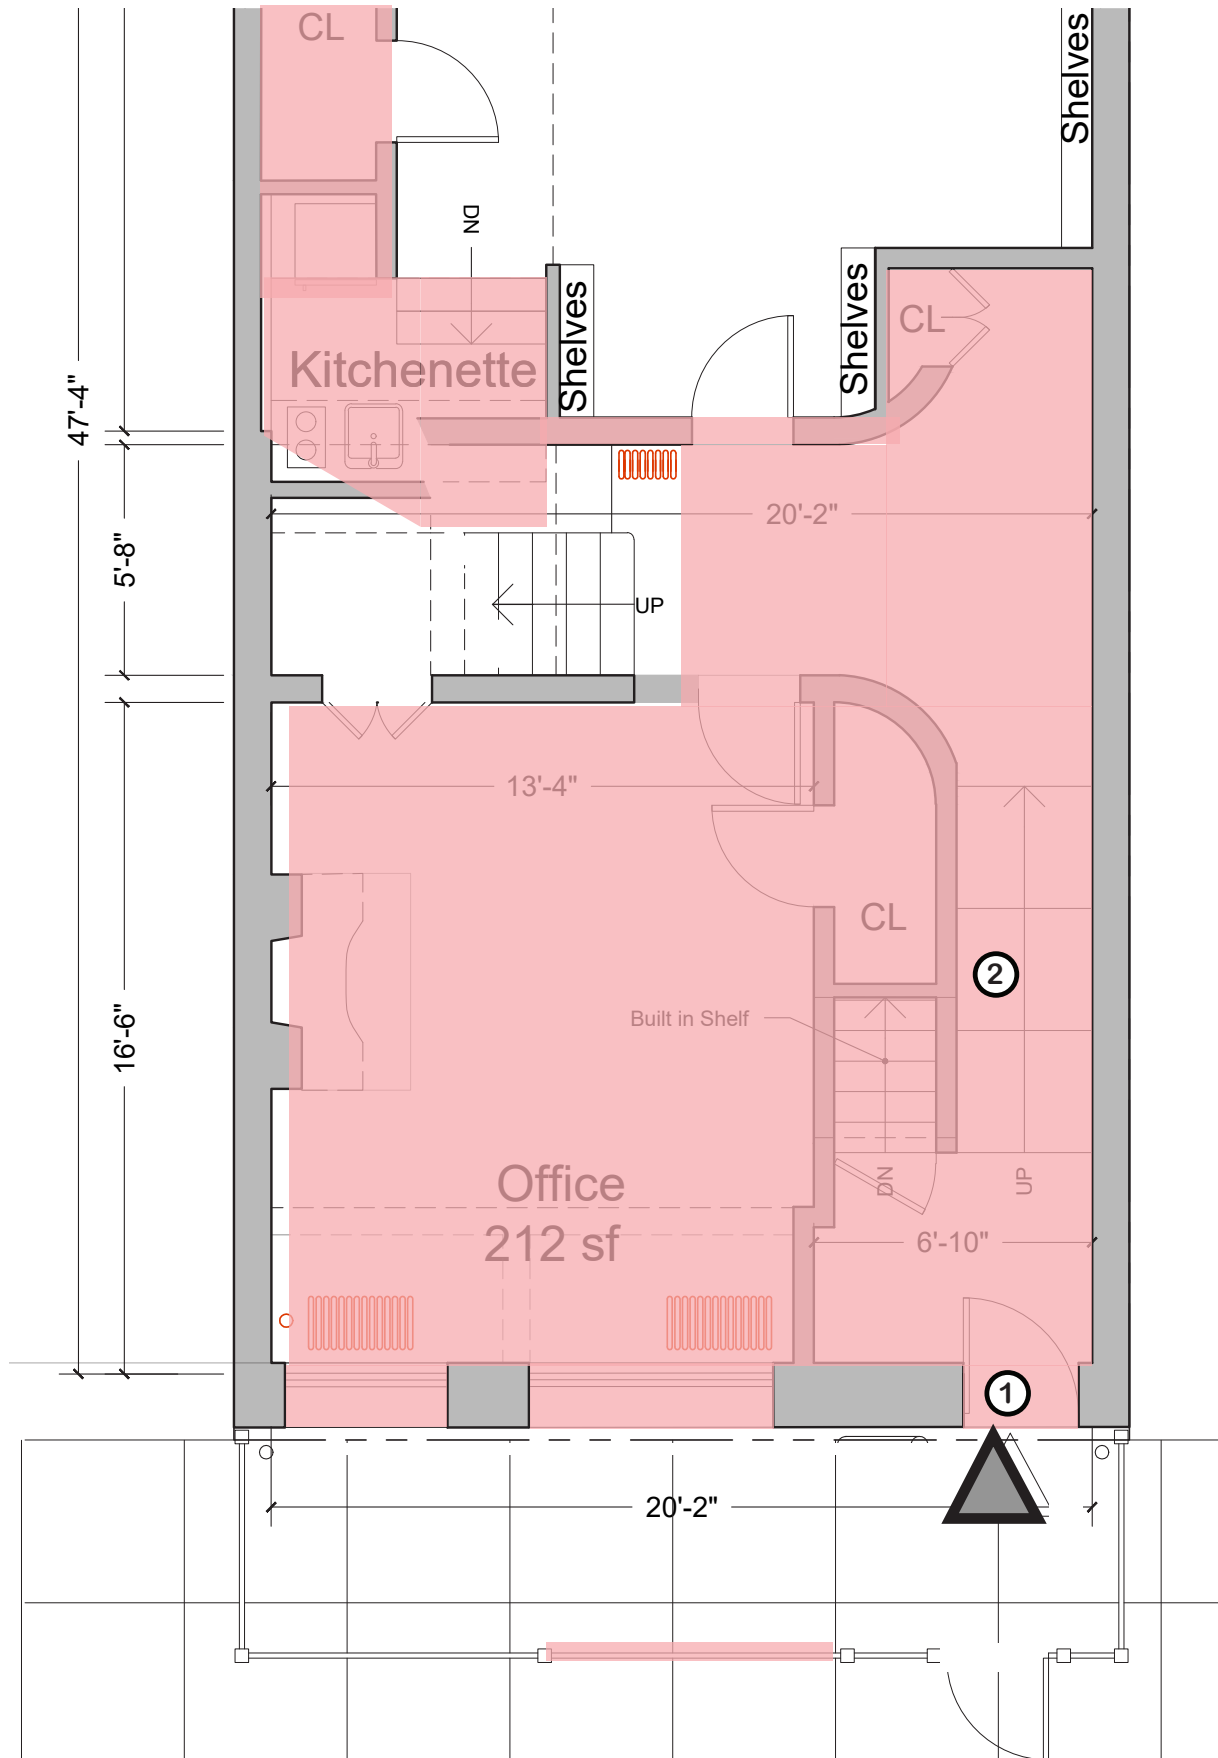 CL
Shelves
DN
Shelves
Shelves
CL
Kitchenette
47'-4"
20'-2"
5'-8"
UP
13'-4"
CL
2
Built in Shelf
16'-6"
Office
212 sf
DN
UP
6'-10"
1
20'-2"